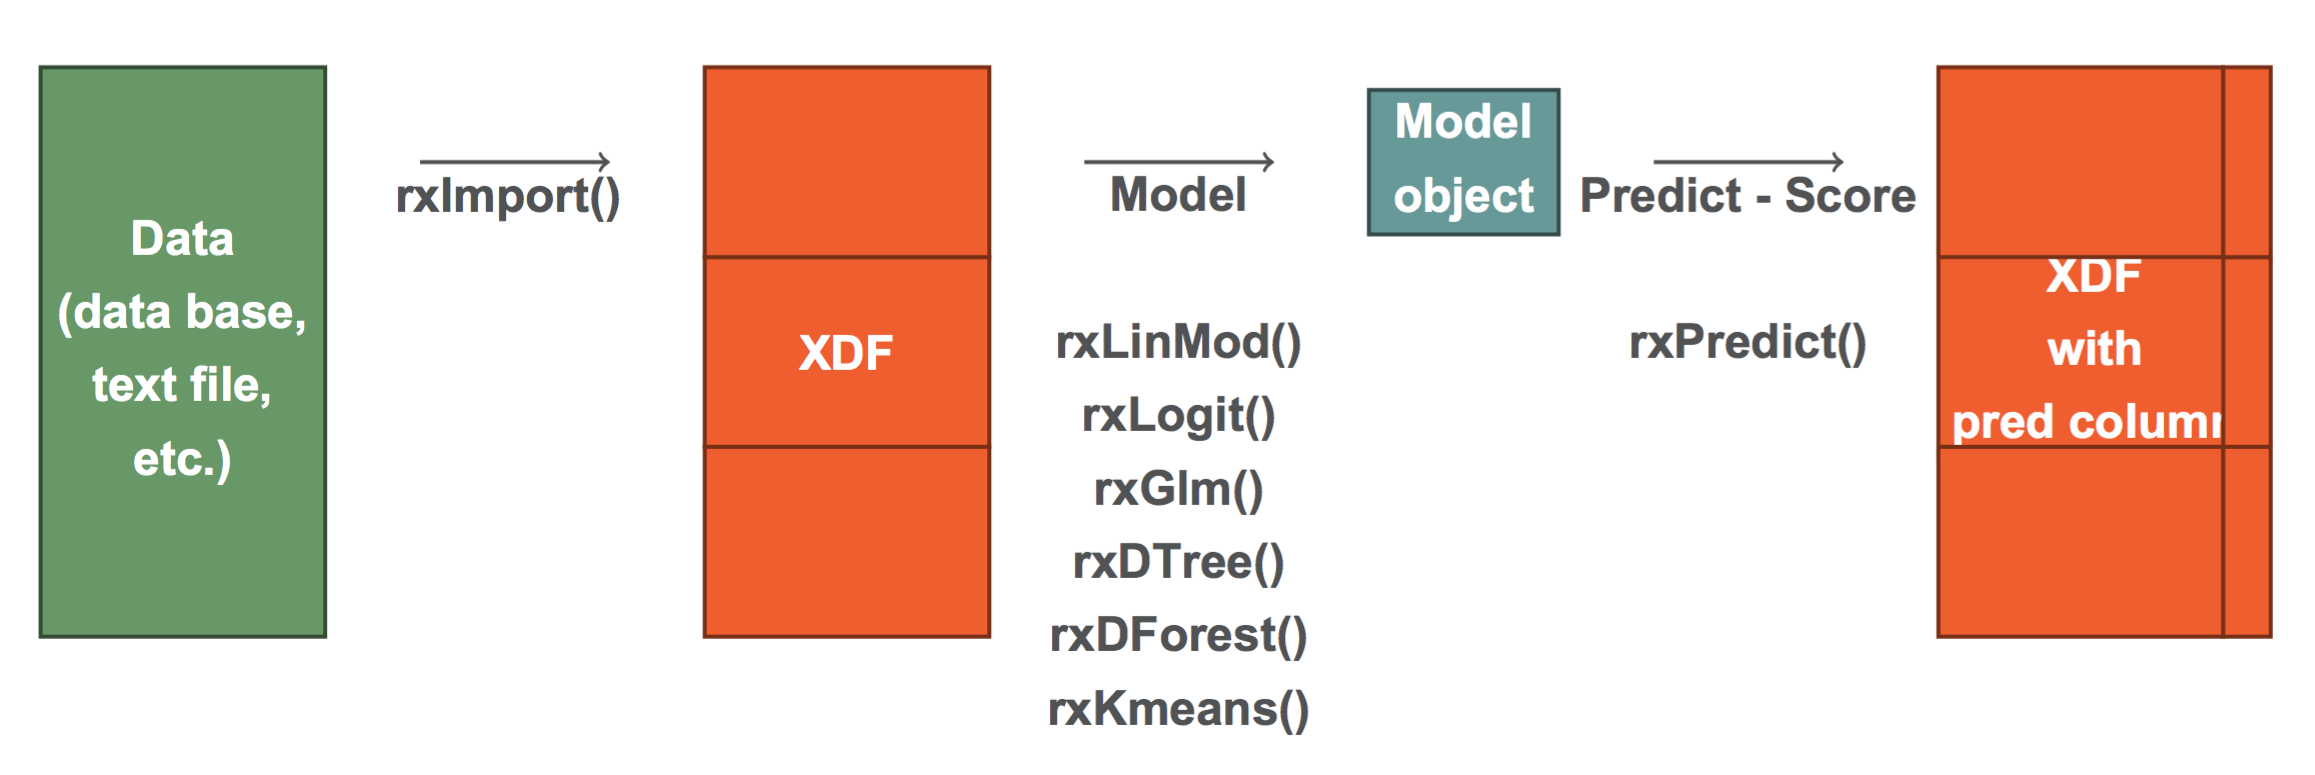 Data
(data base,
text file,
etc.)
rxImport()
XDF
Model
rxLinMod()
rxLogit()
rxGlm()
rxDTree()
rxDForest()
rxKmeans()
Model
object
Predict - Score
rxPredict()
XDF
with
pred column